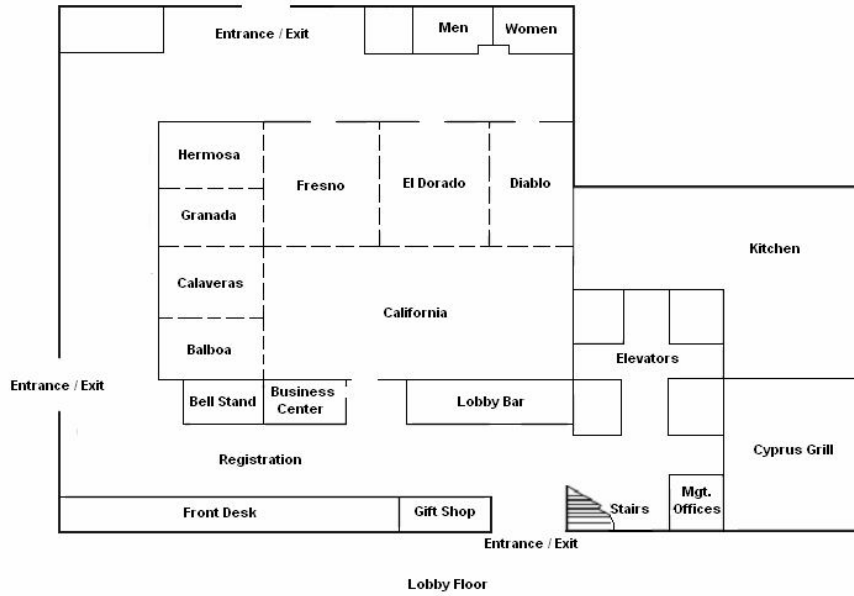 Men
Women
Entrance / Exit
Hermosa
Fresno
El Dorado
Diablo
Granada
Kitchen
Calaveras
California
Balboa
Elevators
Entrance / Exit
Bell Stand
Business
Center
Lobby Bar
Registration
Cyprus Grill
Front Desk
Gift Shop
Stairs
Mgt.
Offices
Entrance / Exit
Lobby Floor